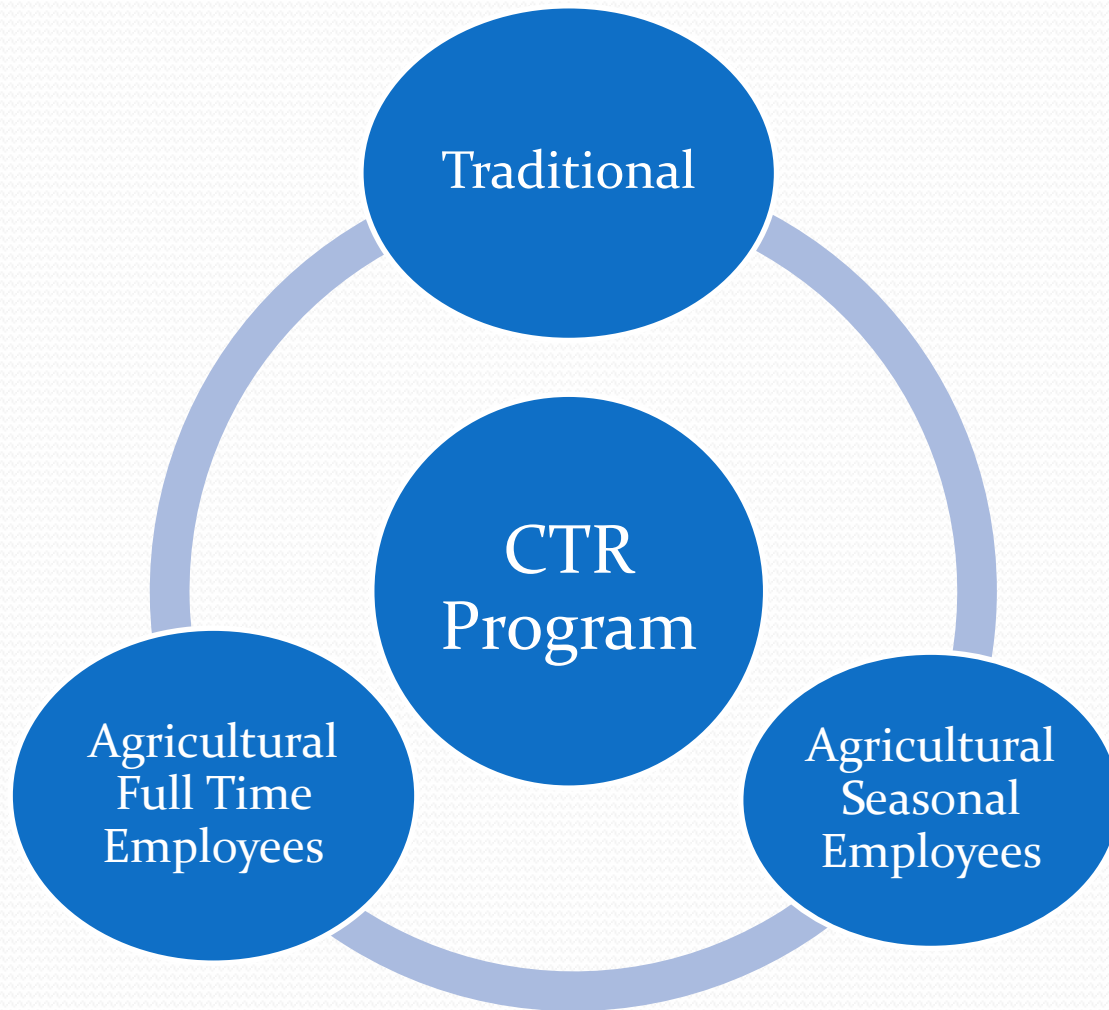 Traditional
CTR
Program
Agricultural
Full Time
Employees
Agricultural
Seasonal
Employees